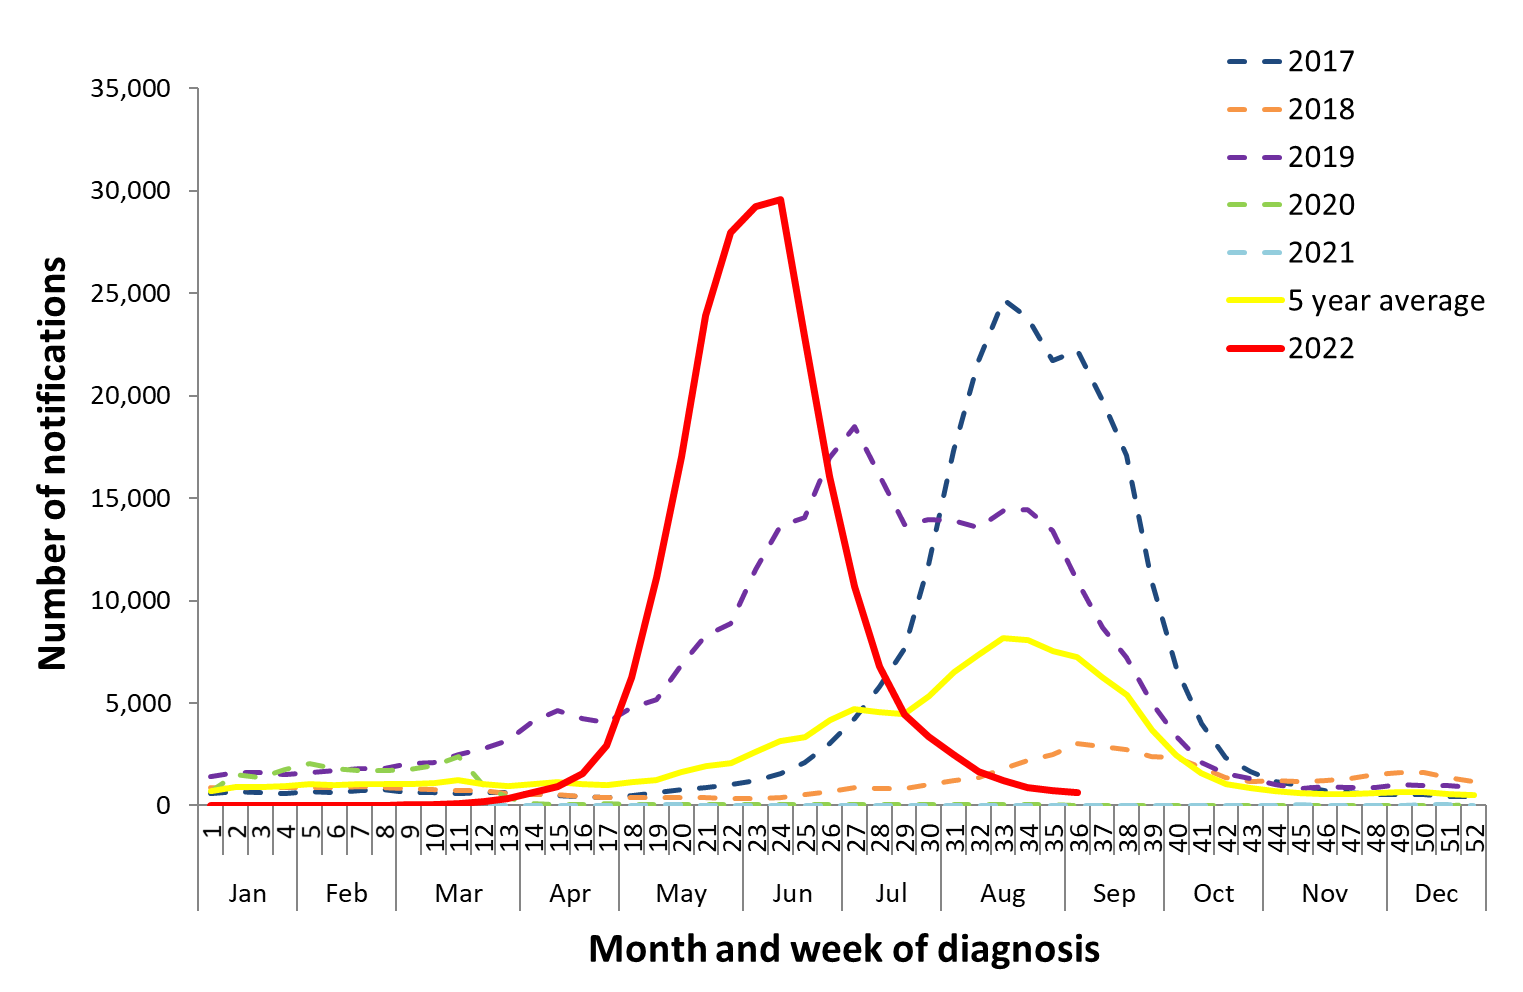 2017
2018
2019
2020
2021
5 year average
2022
35,000
30,000
25,000
20,000
15,000
10,000
5,000
0
Number of notifications
1 2 3 4 5 6 7 8 9 10 11 12 13 14 15 16 17 18 19 20 21 22 23 24 25 26 27 28 29 30 31 32 33 34 35 36 37 38 39 40 41 42 43 44 45 46 47 48 49 50 51 52
Jan Feb Mar Apr May Jun Jul Aug Sep Oct Nov Dec
Month and week of diagnosis